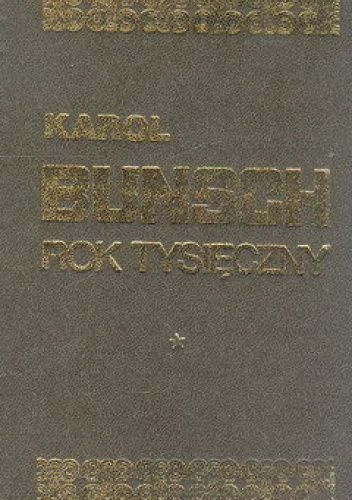 KAROL
BUNSCH
ROK TYSIĘCZNY
*